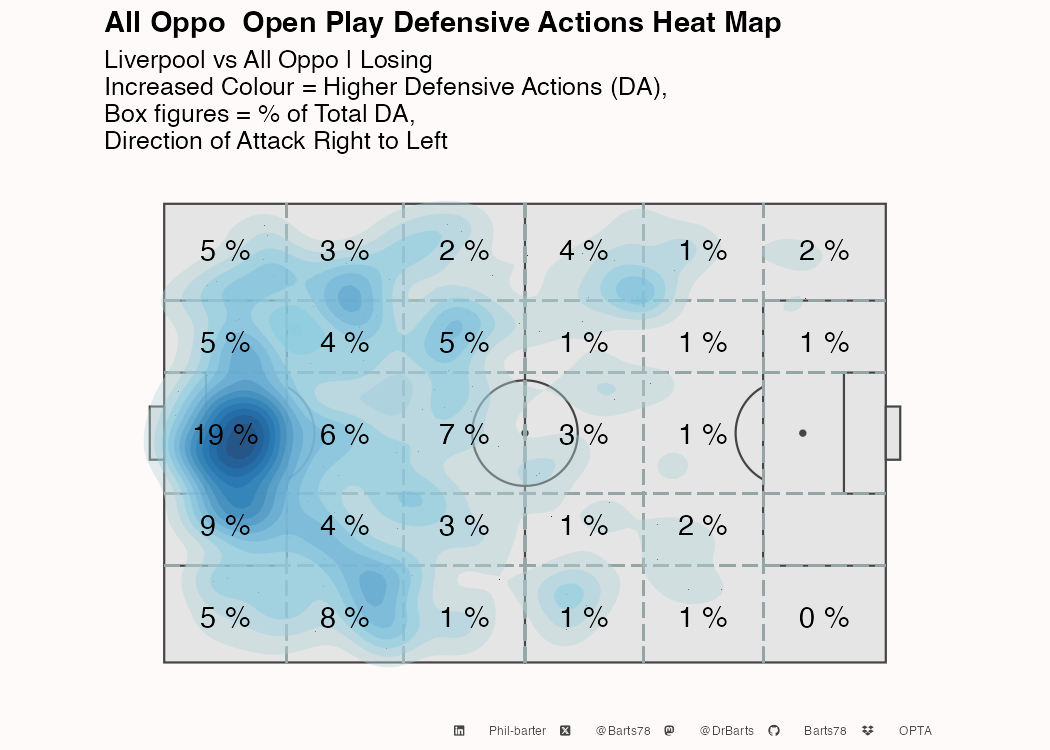 All Oppo  Open Play Defensive Actions Heat Map
Liverpool vs All Oppo | Losing
Increased Colour = Higher Defensive Actions (DA),
Box figures = % of Total DA,
Direction of Attack Right to Left
5 % 3 % 2 % 4 % 1 % 2 %
5 % 4 % 5 % 1 % 1 % 1 %
19 % 6 % 7 % 3 % 1 %
9 % 4 % 3 % 1 % 2 %
5 % 8 % 1 % 1 % 1 % 0 %
Phil-barter @Barts78 @DrBarts Barts78 OPTA